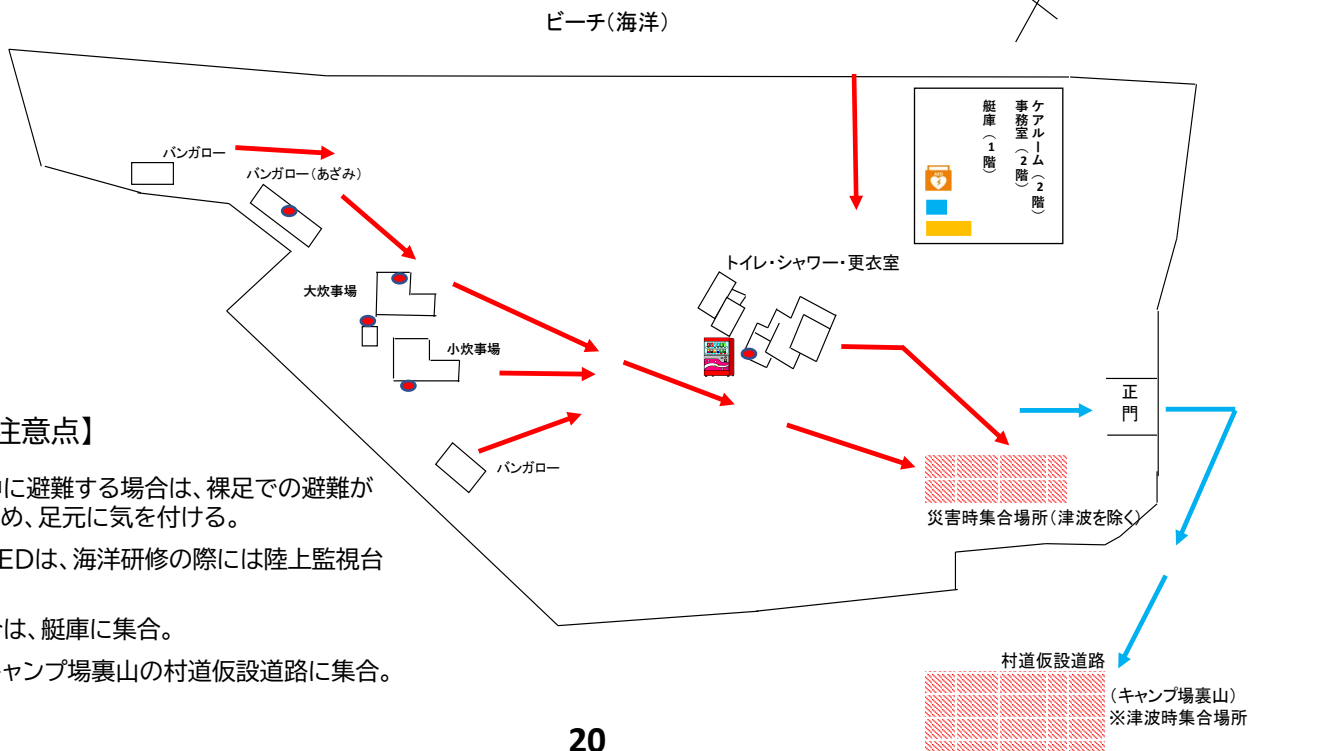 ビーチ(海洋)
ケアルーム(2階)
事務室(2階)
艇庫(1階)
バンガロー
バンガロー(あざみ)
トイレ・シャワー・更衣室
大炊事場
小炊事場
正門
注意点】
バンガロー
に避難する場合は、裸足での避難が
め、足元に気を付ける。
災害時集合場所(津波を除く)
EDは、海洋研修の際には陸上監視台
は、艇庫に集合。
ャンプ場裏山の村道仮設道路に集合。
村道仮設道路
(キャンプ場裏山)
※津波時集合場所
20